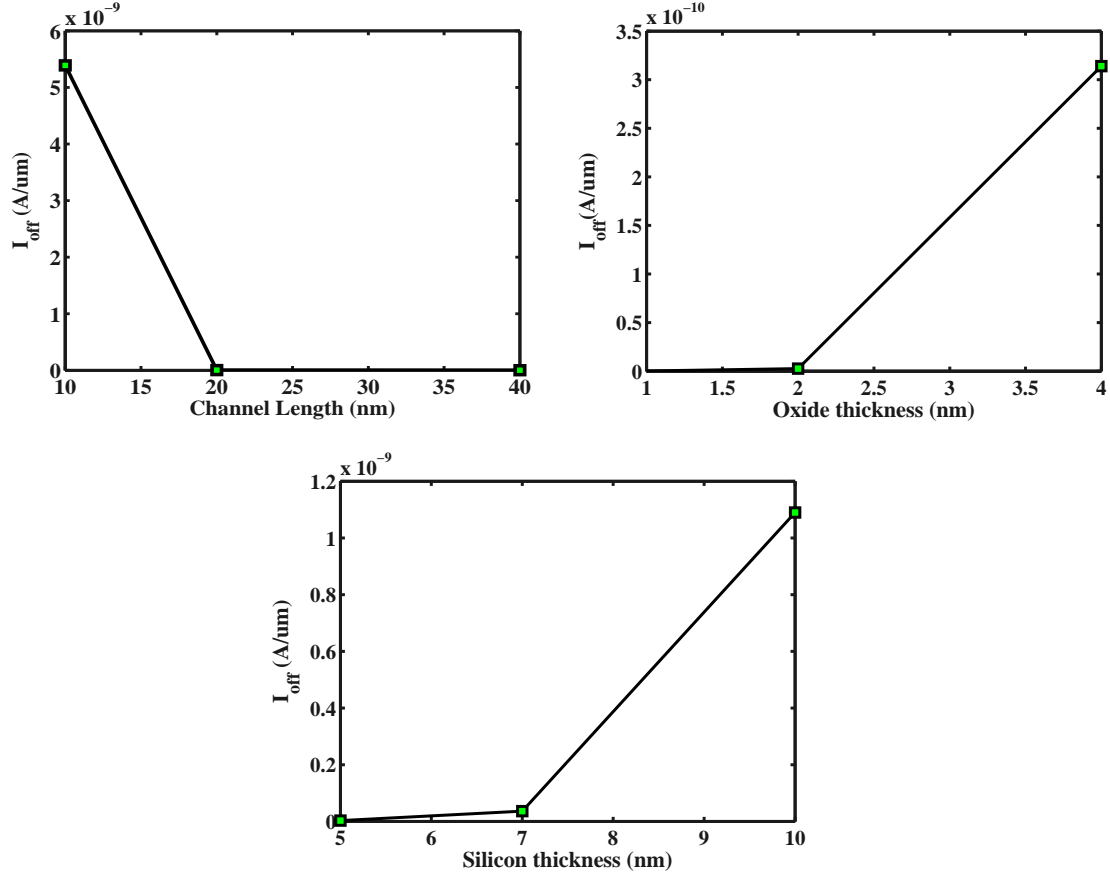 x 10⁻⁹
6
5
4
3
2
1
0
I_off (A/um)
10 15 20 25 30 35 40
Channel Length (nm)
x 10⁻¹⁰
3.5
3
2.5
2
1.5
1
0.5
0
I_off(A/um)
1 1.5 2 2.5 3 3.5 4
Oxide thickness (nm)
x 10⁻⁹
1.2
1
0.8
0.6
0.4
0.2
0
I_off (A/um)
5 6 7 8 9 10
Silicon thickness (nm)